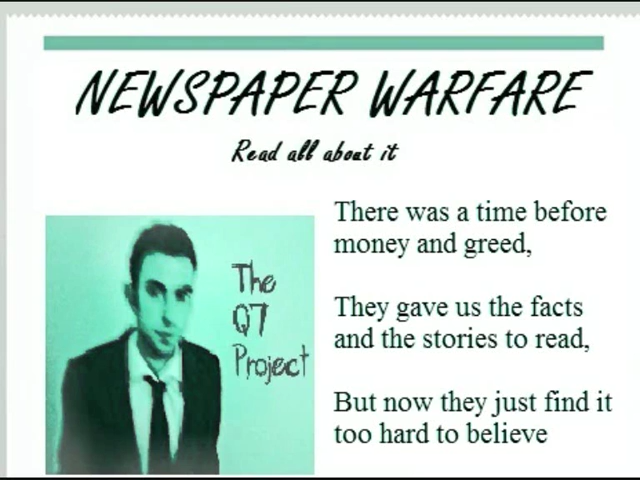 NEWSPAPER WARFARE
Read all about it
The
Q7
Project
There was a time before
money and greed,
They gave us the facts
and the stories to read,
But now they just find it
too hard to believe